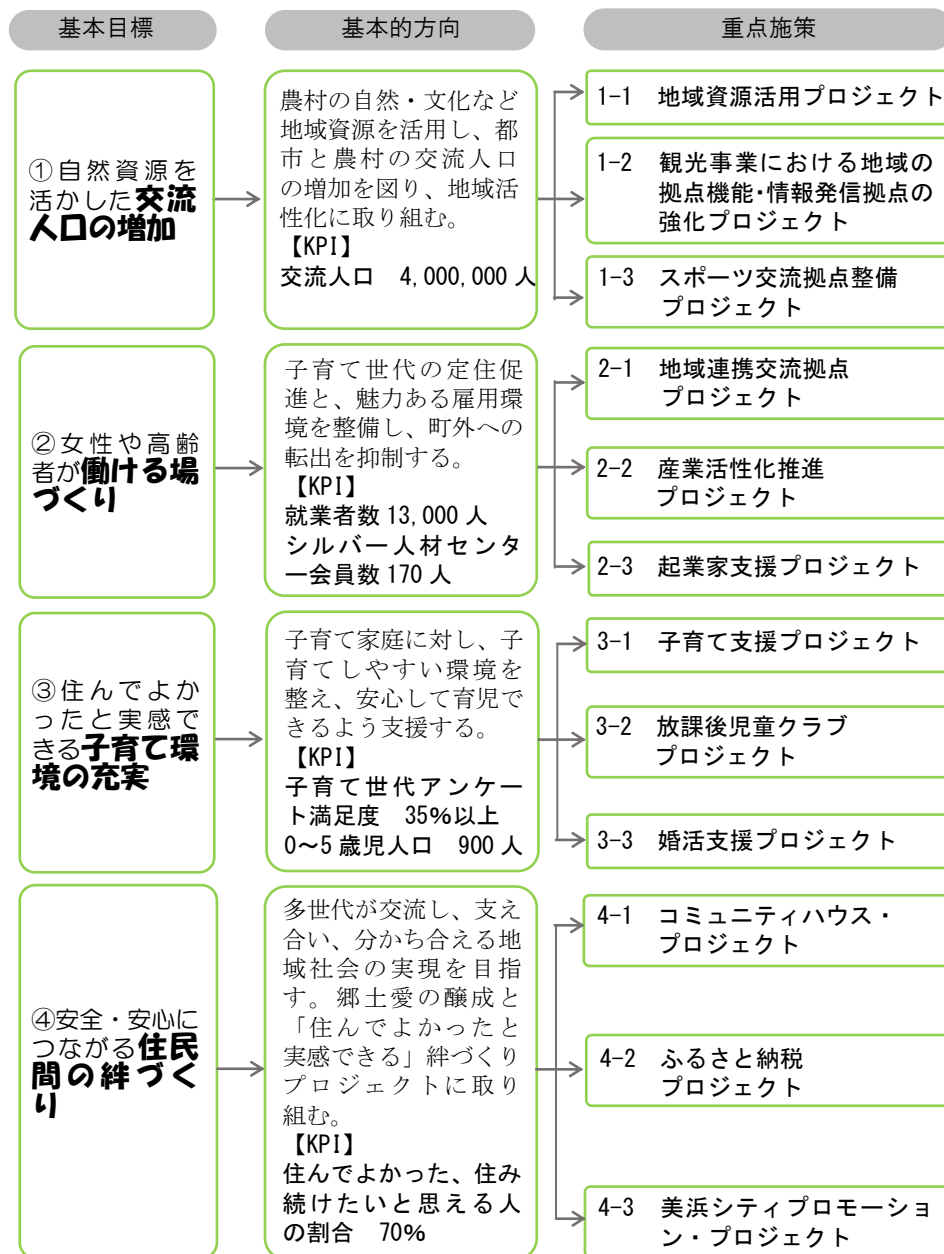 基本目標
基本的方向
重点施策
①自然資源を
活かした交流
人口の増加
農村の自然・文化など
地域資源を活用し、都
市と農村の交流人口
の増加を図り、地域活
性化に取り組む。
【KPI】
交流人口　4,000,000人
1-1　地域資源活用プロジェクト
1-2　観光事業における地域の
拠点機能・情報発信拠点の
強化プロジェクト
1-3　スポーツ交流拠点整備
プロジェクト
②女性や高齢
者が働ける場
づくり
子育て世代の定住促
進と、魅力ある雇用環
境を整備し、町外への
転出を抑制する。
【KPI】
就業者数 13,000人
シルバー人材センタ
ー会員数 170人
2-1　地域連携交流拠点
プロジェクト
2-2　産業活性化推進
プロジェクト
2-3　起業家支援プロジェクト
③住んでよか
ったと実感で
きる子育て環
境の充実
子育て家庭に対し、子
育てしやすい環境を
整え、安心して育児で
きるよう支援する。
【KPI】
子育て世代アンケー
ト満足度　35%以上
0～5歳児人口　900人
3-1　子育て支援プロジェクト
3-2　放課後児童クラブ
プロジェクト
3-3　婚活支援プロジェクト
④安全・安心に
つながる住民
間の絆づく
り
多世代が交流し、支え
合い、分かち合える地
域社会の実現を目指
す。郷土愛の醸成と
「住んでよかったと
実感できる」絆づくり
プロジェクトに取り
組む。
【KPI】
住んでよかった、住み
続けたいと思える人
の割合　70%
4-1　コミュニティハウス・
プロジェクト
4-2　ふるさと納税
プロジェクト
4-3　美浜シティプロモーショ
ン・プロジェクト